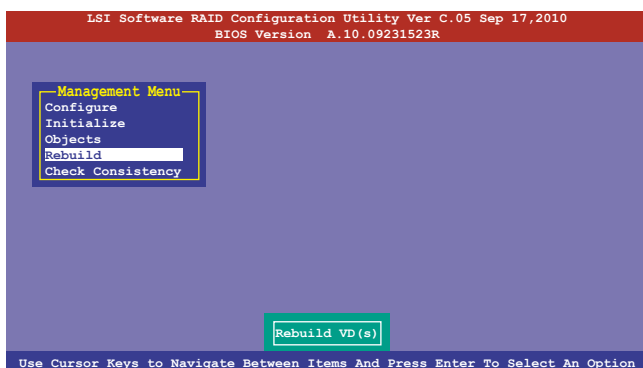 LSI Software RAID Configuration Utility Ver C.05 Sep 17,2010
BIOS Version A.10.09231523R
Management Menu
Configure
Initialize
Objects
Rebuild
Check Consistency
Rebuild VD(s)
Use Cursor Keys to Navigate Between Items And Press Enter To Select An Option